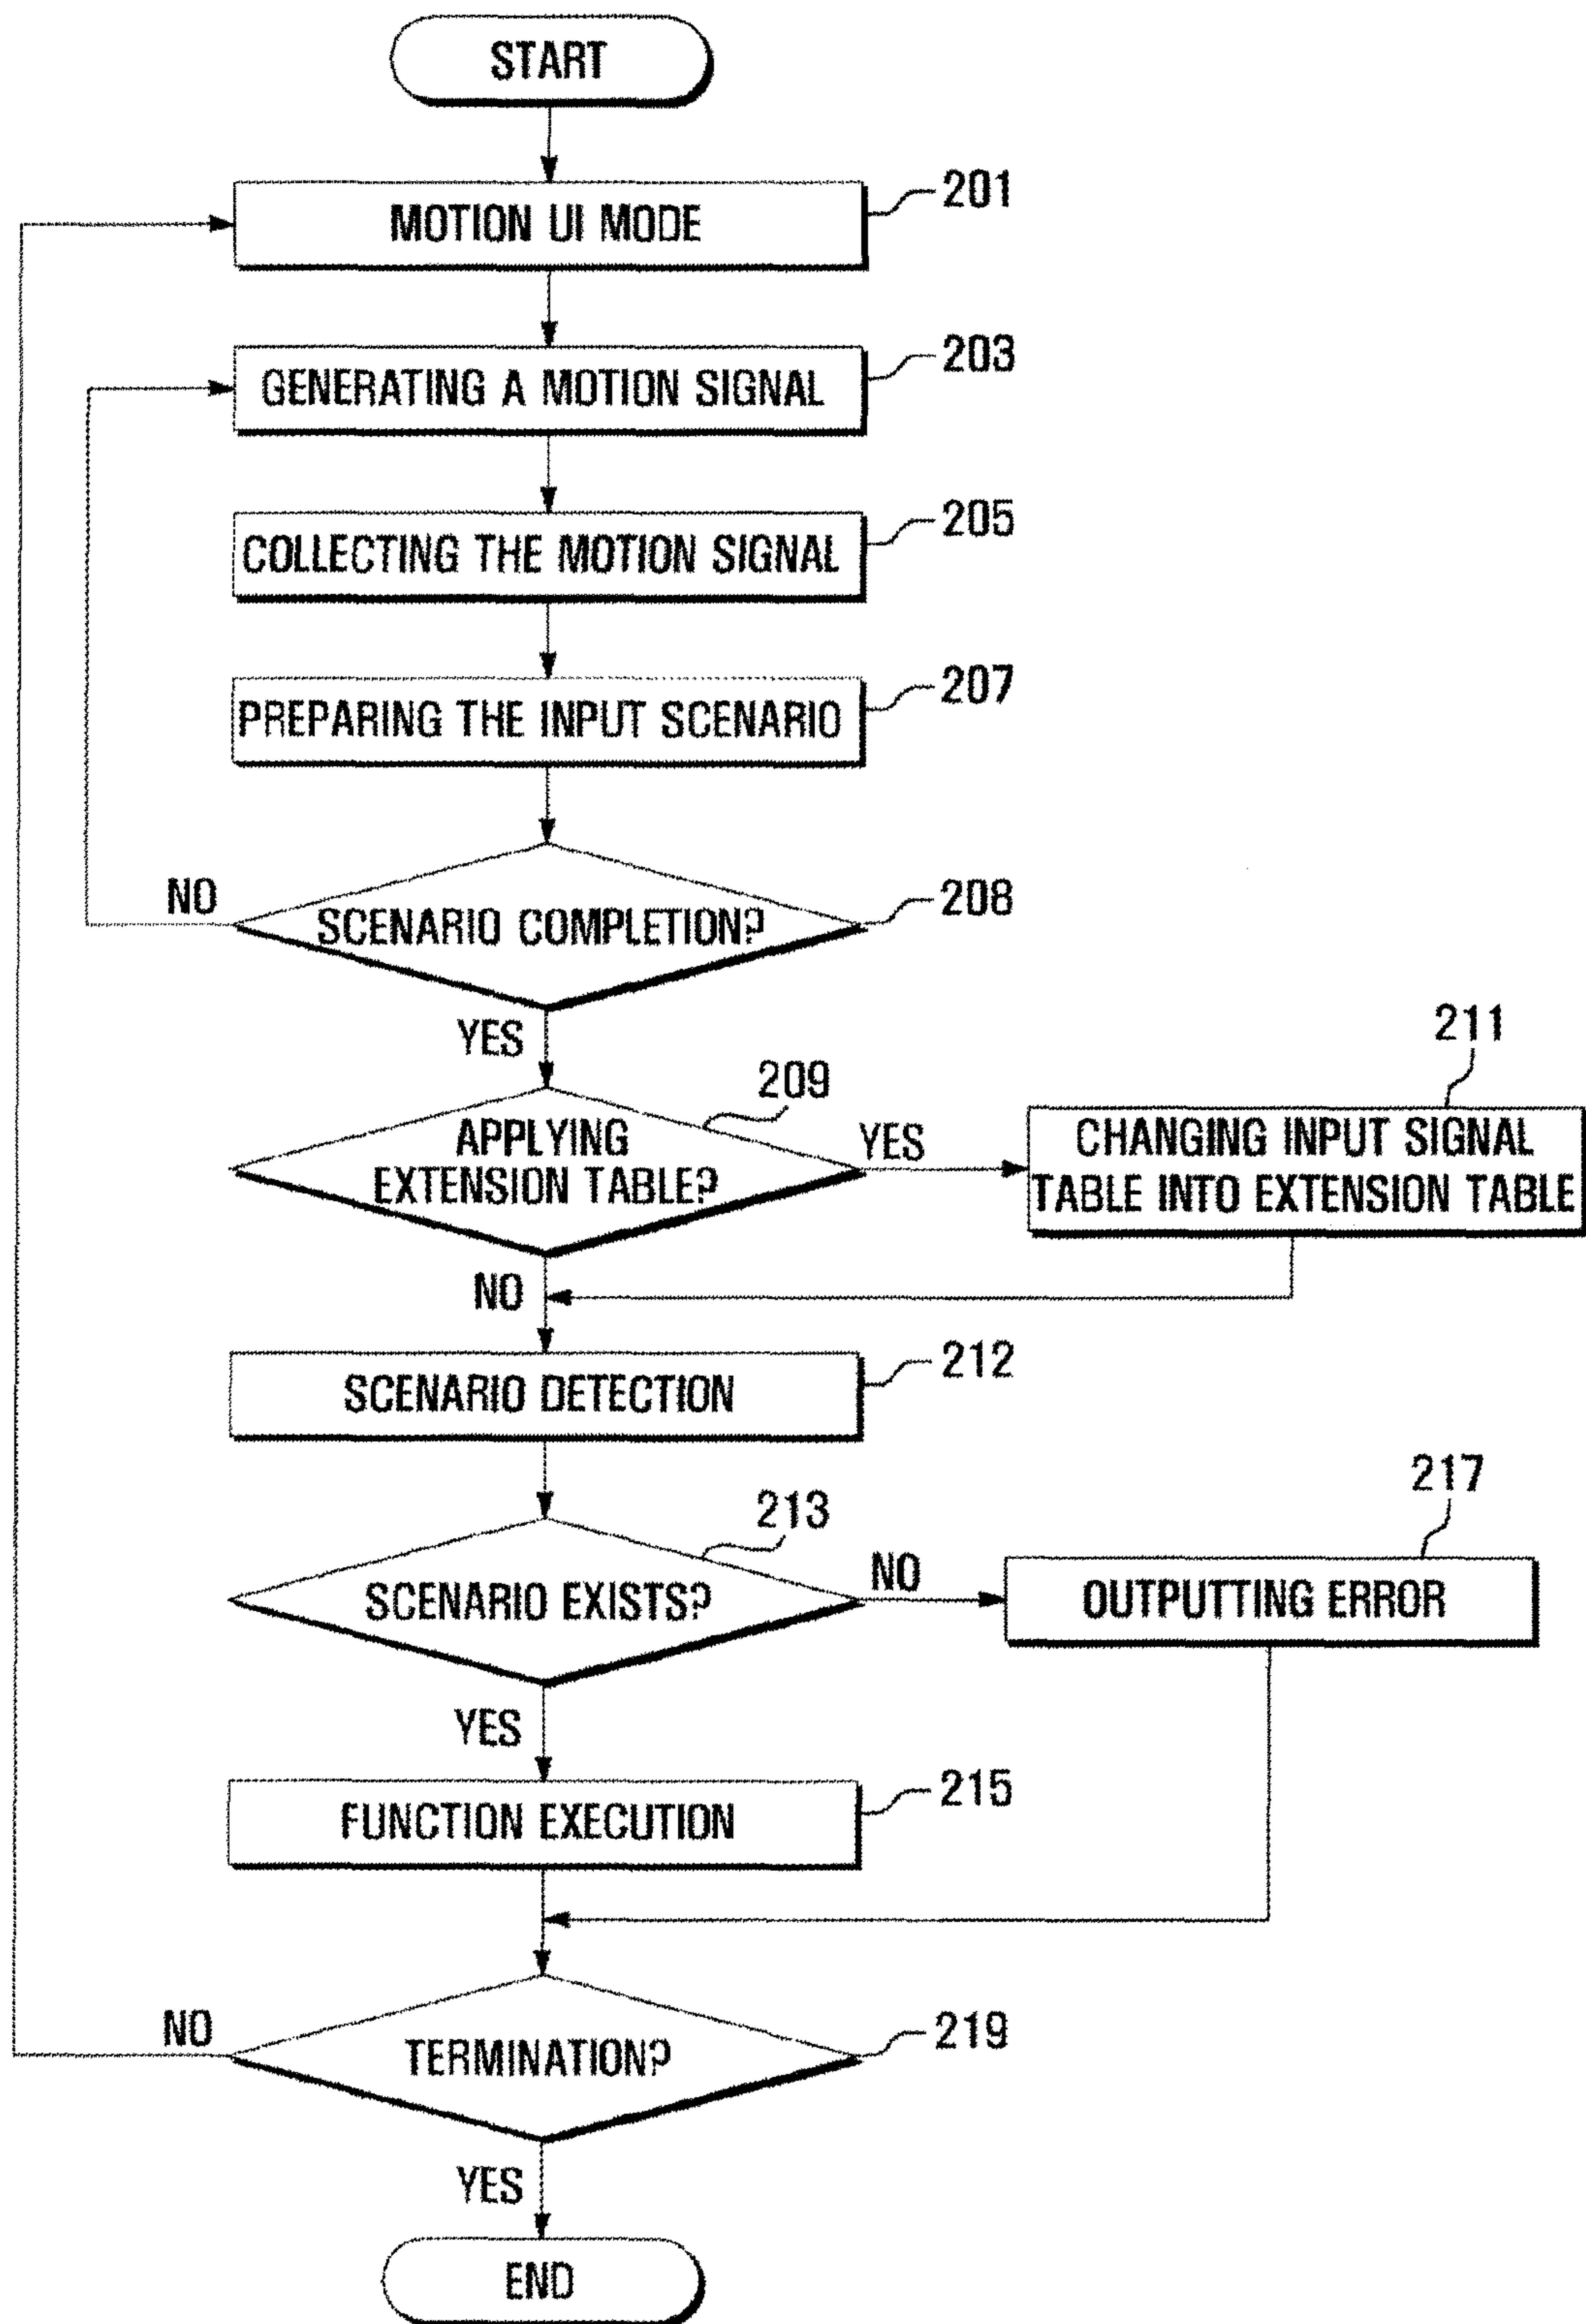 START
MOTION UI MODE
201
GENERATING A MOTION SIGNAL
203
COLLECTING THE MOTION SIGNAL
205
PREPARING THE INPUT SCENARIO
207
SCENARIO COMPLETION?
208
NO
YES
APPLYING
EXTENSION TABLE?
209
YES
NO
CHANGING INPUT SIGNAL
TABLE INTO EXTENSION TABLE
211
SCENARIO DETECTION
212
SCENARIO EXISTS?
213
NO
YES
OUTPUTTING ERROR
217
FUNCTION EXECUTION
215
TERMINATION?
219
NO
YES
END